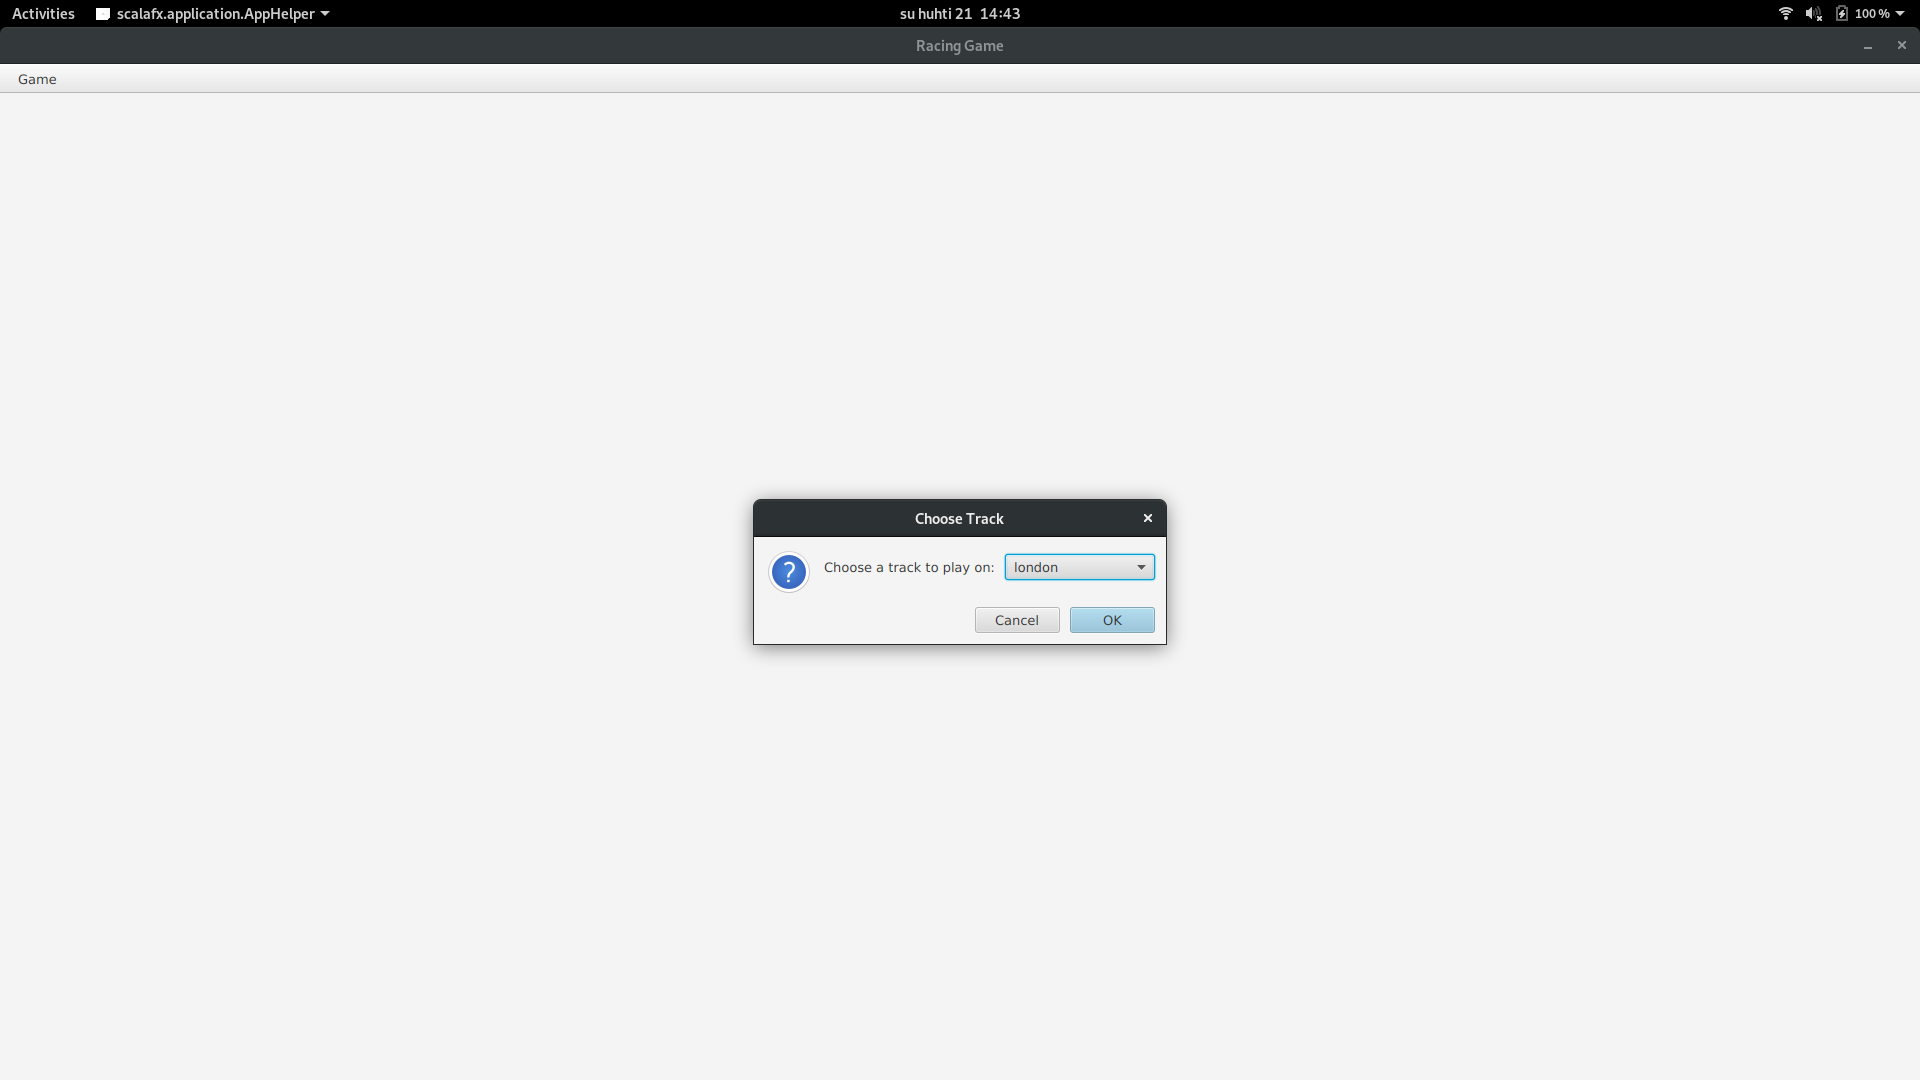 Activities scalafx.application.AppHelper su huhti 21 14:43 100 %
Racing Game
Game
Choose Track
? Choose a track to play on: london
Cancel OK